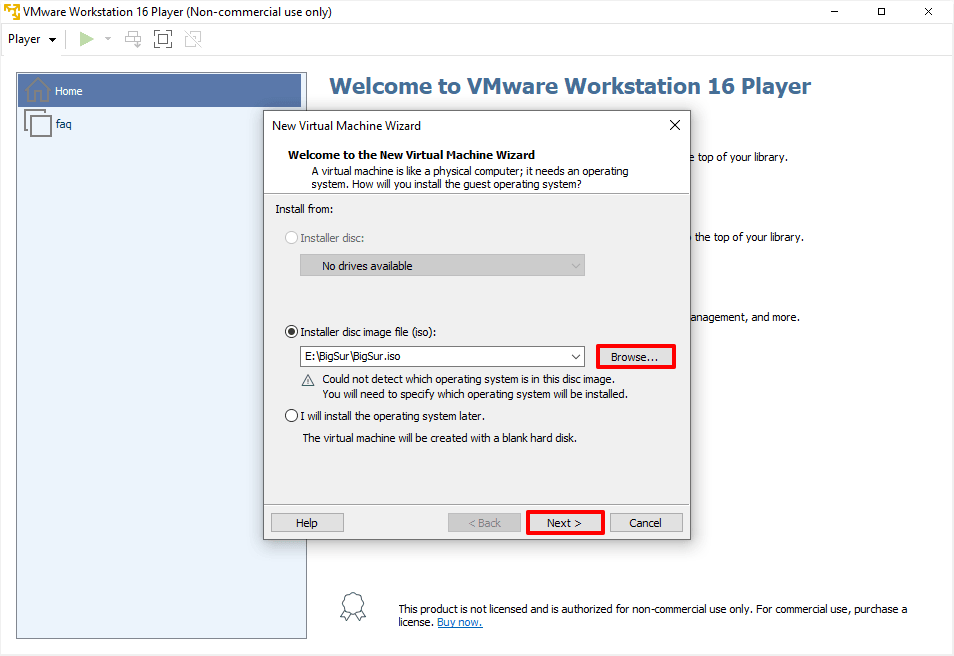 VMware Workstation 16 Player (Non-commercial use only)
Player
Home
faq
Welcome to VMware Workstation 16 Player
e top of your library.
the top of your library.
anagement, and more.
New Virtual Machine Wizard
Welcome to the New Virtual Machine Wizard
A virtual machine is like a physical computer; it needs an operating
system. How will you install the guest operating system?
Install from:
Installer disc:
No drives available
Installer disc image file (iso):
E:\BigSur\BigSur.iso
Browse...
Could not detect which operating system is in this disc image.
You will need to specify which operating system will be installed.
I will install the operating system later.
The virtual machine will be created with a blank hard disk.
Help
< Back
Next >
Cancel
This product is not licensed and is authorized for non-commercial use only. For commercial use, purchase a
license. Buy now.